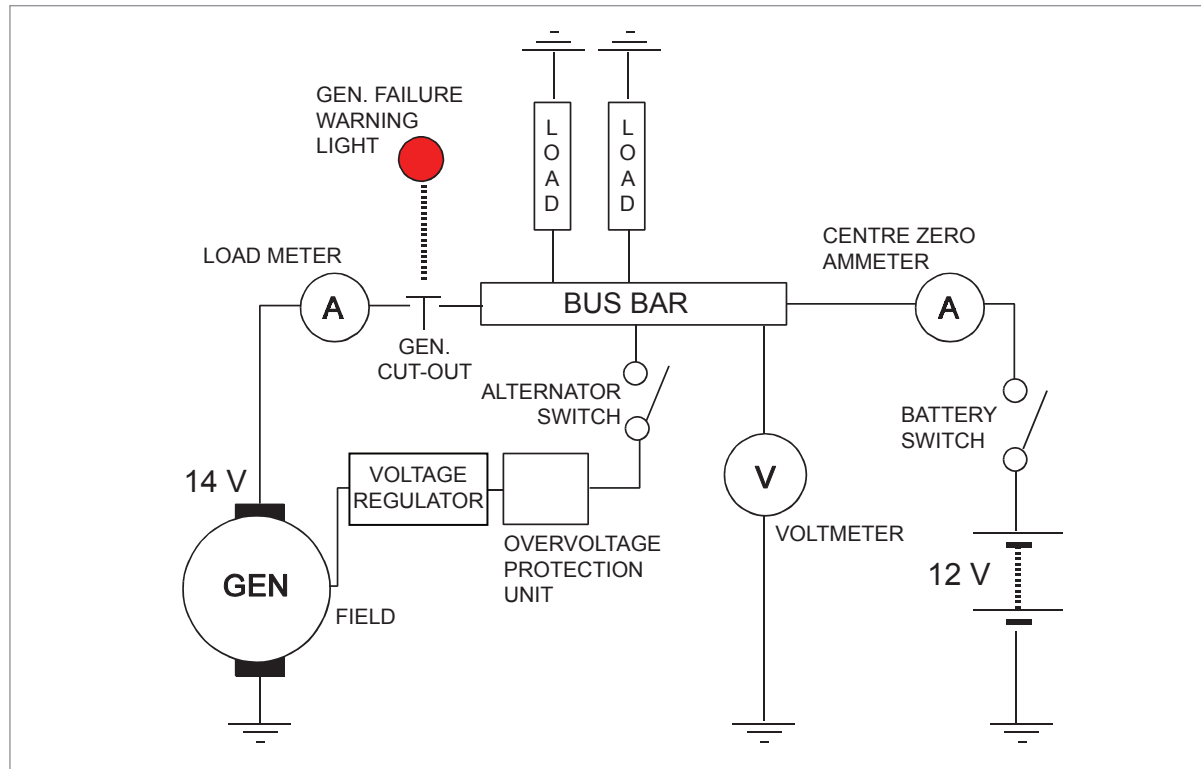 GEN. FAILURE
WARNING
LIGHT
L
O
A
D
L
O
A
D
LOAD METER
CENTRE ZERO
AMMETER
A
BUS BAR
A
GEN.
CUT-OUT
ALTERNATOR
SWITCH
BATTERY
SWITCH
14 V
VOLTAGE
REGULATOR
V
OVERVOLTAGE
PROTECTION
UNIT
VOLTMETER
12 V
GEN
FIELD